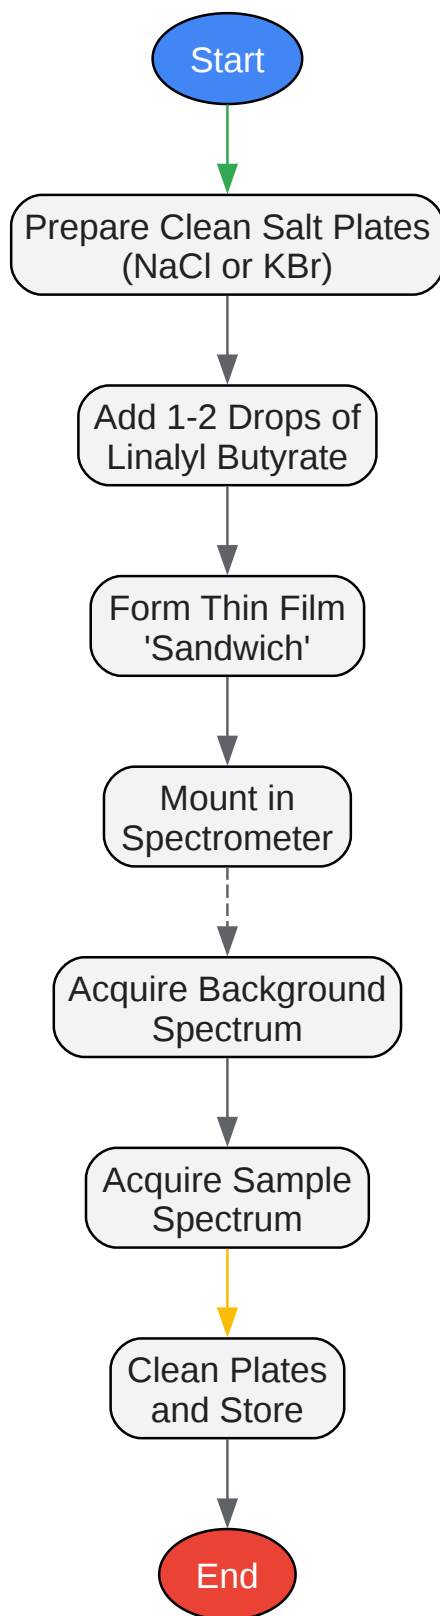 Start
Prepare Clean Salt Plates
(NaCl or KBr)
Add 1-2 Drops of
Linalyl Butyrate
Form Thin Film
'Sandwich'
Mount in
Spectrometer
Acquire Background
Spectrum
Acquire Sample
Spectrum
Clean Plates
and Store
End